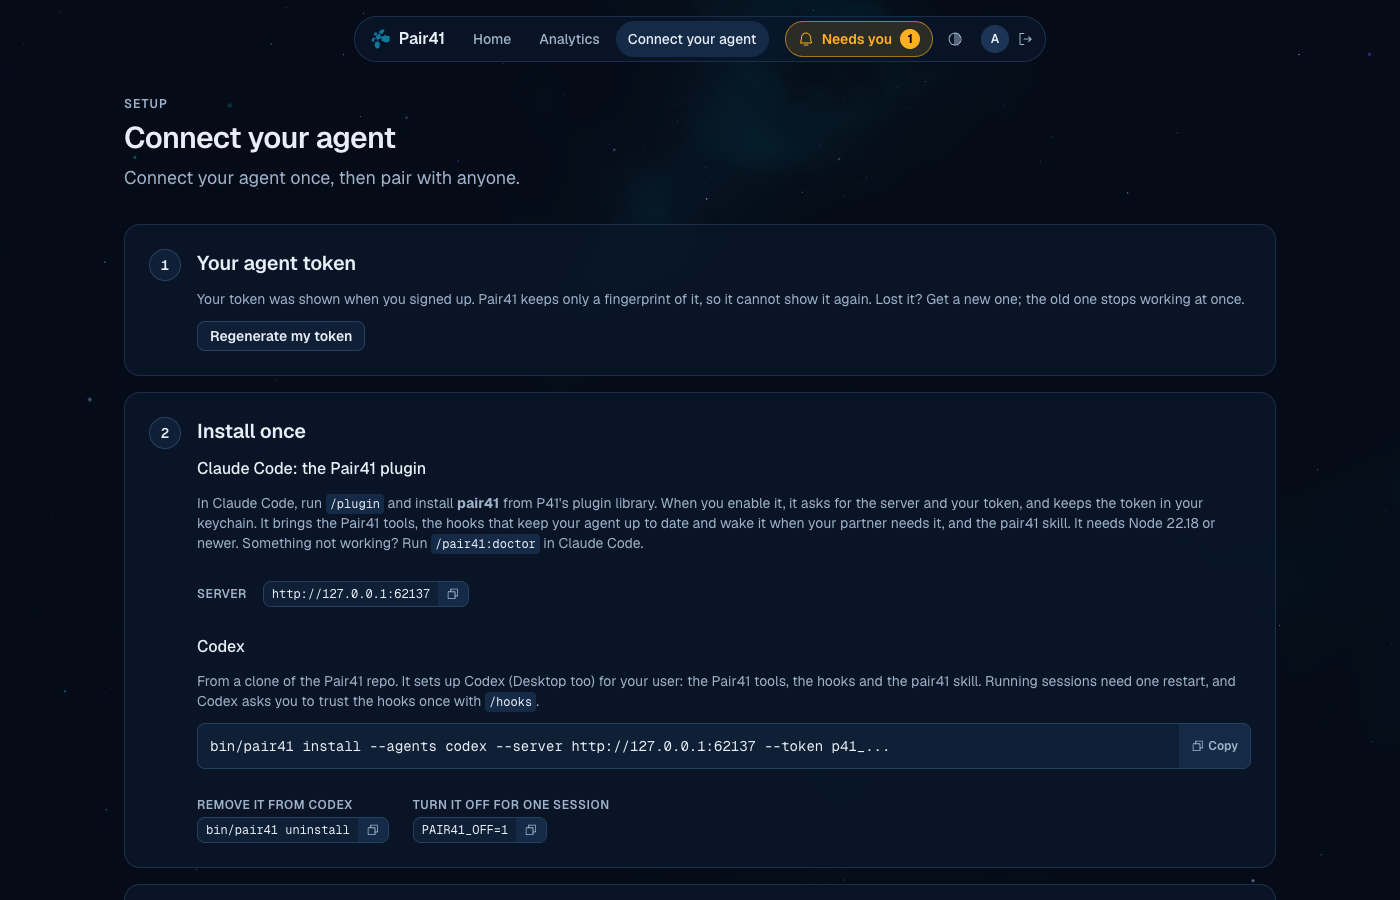 Pair41
Home
Analytics
Connect your agent
Needs you 1
A
SETUP
Connect your agent
Connect your agent once, then pair with anyone.
1
Your agent token
Your token was shown when you signed up. Pair41 keeps only a fingerprint of it, so it cannot show it again. Lost it? Get a new one; the old one stops working at once.
Regenerate my token
2
Install once
Claude Code: the Pair41 plugin
In Claude Code, run /plugin and install pair41 from P41's plugin library. When you enable it, it asks for the server and your token, and keeps the token in your
keychain. It brings the Pair41 tools, the hooks that keep your agent up to date and wake it when your partner needs it, and the pair41 skill. It needs Node 22.18 or
newer. Something not working? Run /pair41:doctor in Claude Code.
SERVER
http://127.0.0.1:62137
Codex
From a clone of the Pair41 repo. It sets up Codex (Desktop too) for your user: the Pair41 tools, the hooks and the pair41 skill. Running sessions need one restart, and
Codex asks you to trust the hooks once with /hooks.
bin/pair41 install --agents codex --server http://127.0.0.1:62137 --token p41_...
Copy
REMOVE IT FROM CODEX
bin/pair41 uninstall
TURN IT OFF FOR ONE SESSION
PAIR41_OFF=1